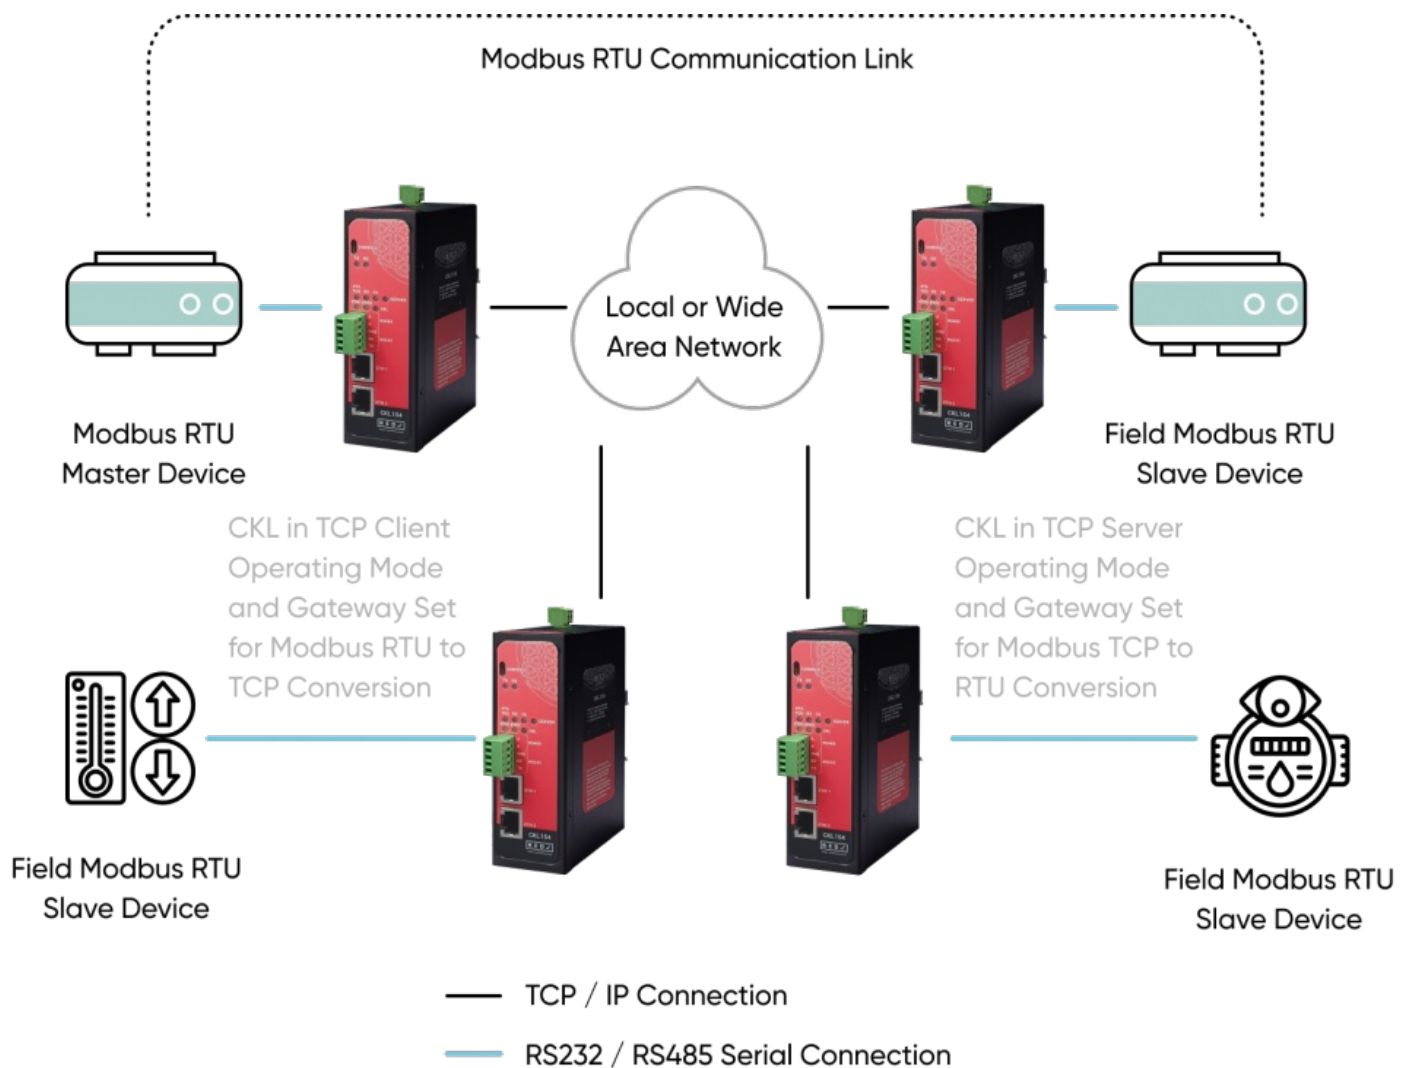 Modbus RTU Communication Link
Local or Wide
Area Network
Modbus RTU
Master Device
Field Modbus RTU
Slave Device
CKL in TCP Client
Operating Mode
and Gateway Set
for Modbus RTU to
TCP Conversion
CKL in TCP Server
Operating Mode
and Gateway Set
for Modbus TCP to
RTU Conversion
Field Modbus RTU
Slave Device
Field Modbus RTU
Slave Device
TCP / IP Connection
RS232 / RS485 Serial Connection